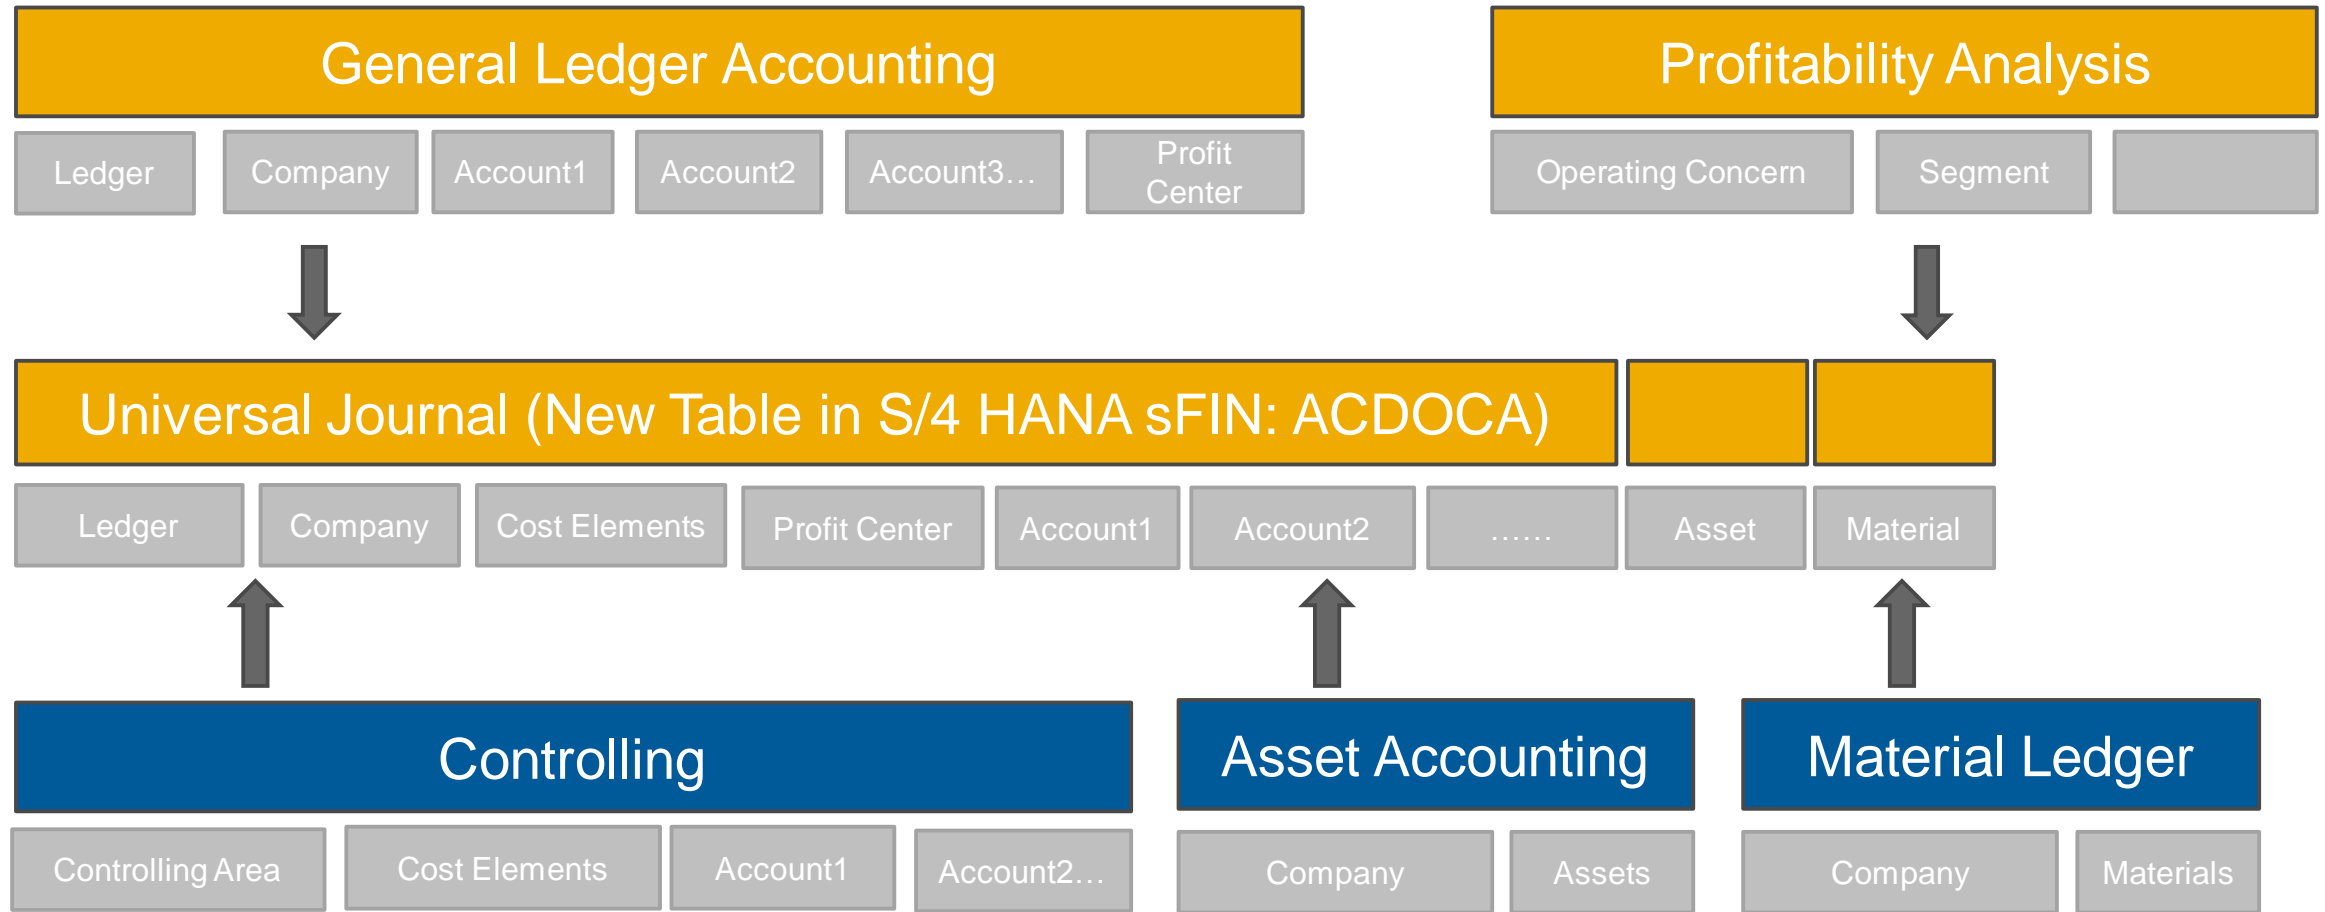 General Ledger Accounting
Profitability Analysis
Ledger
Company
Account1
Account2
Account3…
Profit
Center
Operating Concern
Segment
Universal Journal (New Table in S/4 HANA sFIN: ACDOCA)
Ledger
Company
Cost Elements
Profit Center
Account1
Account2
……
Asset
Material
Controlling
Asset Accounting
Material Ledger
Controlling Area
Cost Elements
Account1
Account2…
Company
Assets
Company
Materials